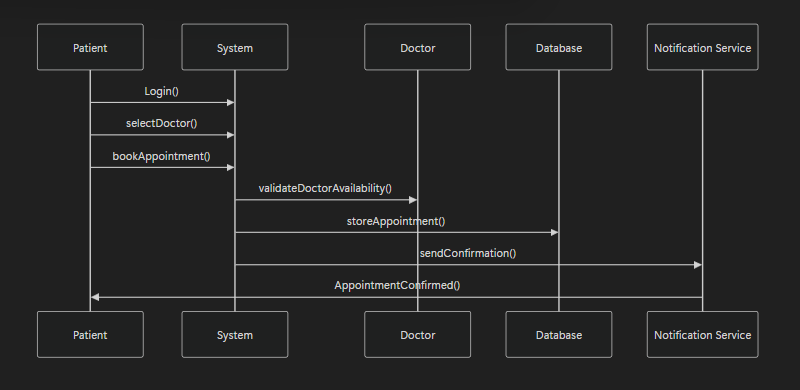 Patient
System
Doctor
Database
Notification Service
Login()
selectDoctor()
bookAppointment()
validateDoctorAvailability()
storeAppointment()
sendConfirmation()
AppointmentConfirmed()
Patient
System
Doctor
Database
Notification Service